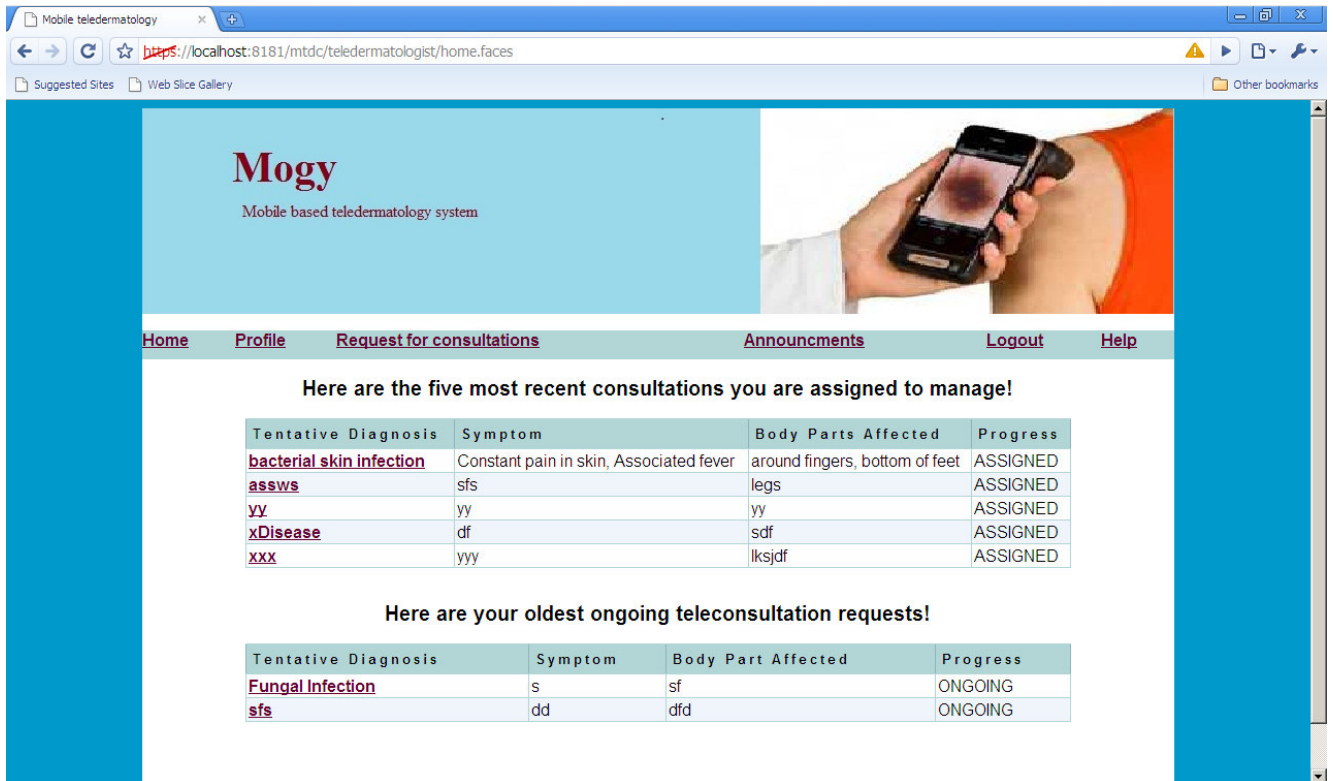 Mobile teledermatology
https://localhost:8181/mtdc/teledermatologist/home.faces
Suggested Sites Web Slice Gallery Other bookmarks
Mogy
Mobile based teledermatology system
Home Profile Request for consultations Announcments Logout Help
Here are the five most recent consultations you are assigned to manage!
Tentative Diagnosis Symptom Body Parts Affected Progress
bacterial skin infection Constant pain in skin, Associated fever around fingers, bottom of feet ASSIGNED
assws sfs legs ASSIGNED
yy yy yy ASSIGNED
xDisease df sdf ASSIGNED
xxx yyy lksjdf ASSIGNED
Here are your oldest ongoing teleconsultation requests!
Tentative Diagnosis Symptom Body Part Affected Progress
Fungal Infection s sf ONGOING
sfs dd dfd ONGOING